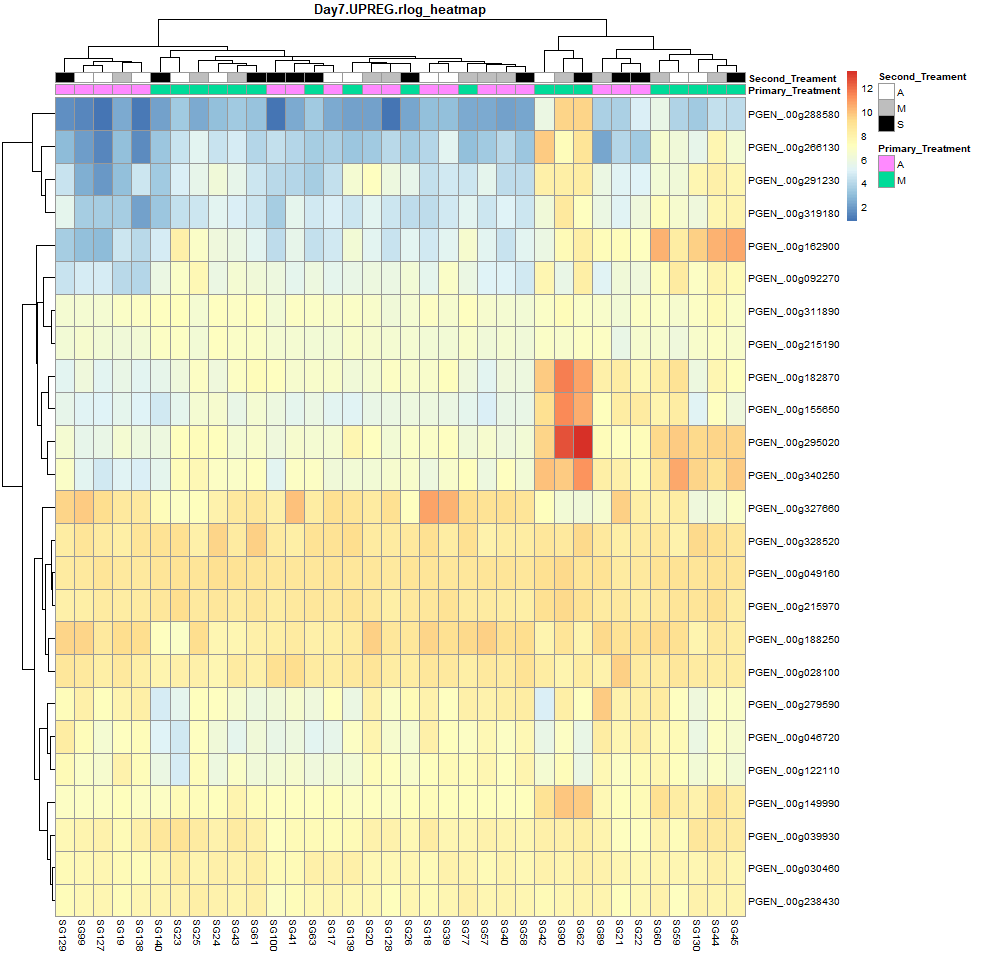 Day7.UPREG.rlog_heatmap
Second_Treament
Primary_Treatment
PGEN_.00g288580
PGEN_.00g266130
PGEN_.00g291230
PGEN_.00g319180
PGEN_.00g162900
PGEN_.00g092270
PGEN_.00g311890
PGEN_.00g215190
PGEN_.00g182870
PGEN_.00g155650
PGEN_.00g295020
PGEN_.00g340250
PGEN_.00g327660
PGEN_.00g328520
PGEN_.00g049160
PGEN_.00g215970
PGEN_.00g188250
PGEN_.00g028100
PGEN_.00g279590
PGEN_.00g046720
PGEN_.00g122110
PGEN_.00g149990
PGEN_.00g039930
PGEN_.00g030460
PGEN_.00g238430
SG129
SG99
SG127
SG19
SG138
SG140
SG23
SG25
SG24
SG43
SG61
SG100
SG41
SG63
SG17
SG139
SG20
SG128
SG26
SG18
SG39
SG77
SG57
SG40
SG58
SG42
SG90
SG62
SG89
SG21
SG22
SG60
SG59
SG130
SG44
SG45
12
10
8
6
4
2
Second_Treament
A
M
S
Primary_Treatment
A
M